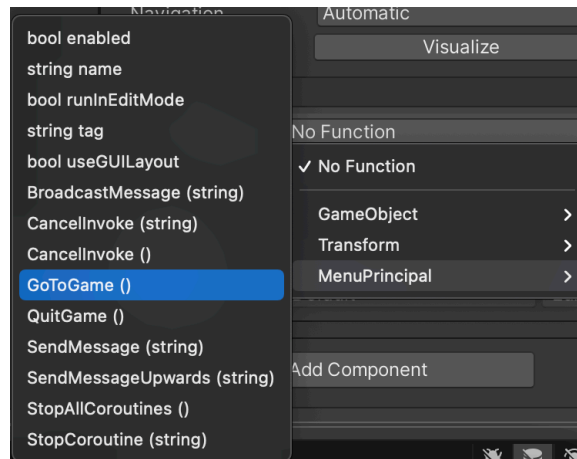 Navigation
Automatic
Visualize
bool enabled
string name
bool runInEditMode
string tag
bool useGUILayout
BroadcastMessage (string)
CancelInvoke (string)
CancelInvoke ()
GoToGame ()
QuitGame ()
SendMessage (string)
SendMessageUpwards (string)
StopAllCoroutines ()
StopCoroutine (string)
No Function
✓ No Function
GameObject >
Transform >
MenuPrincipal >
Add Component